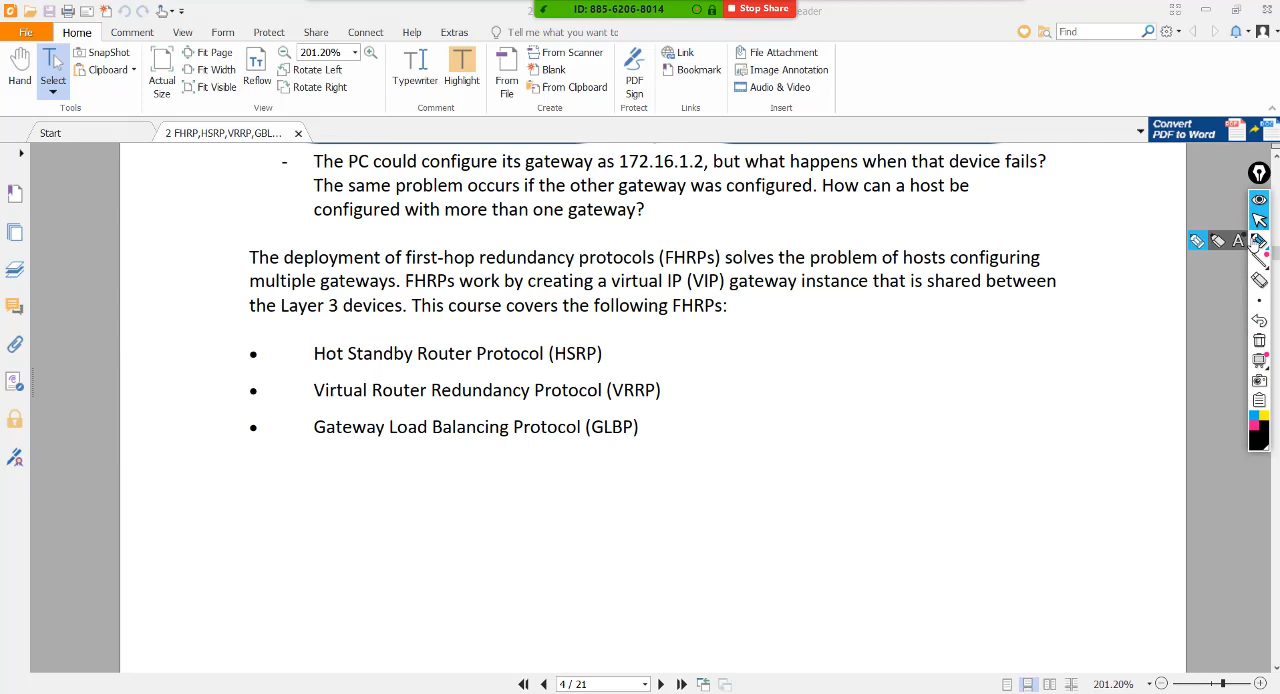 ID: 885-6206-8014
Stop Share
eader
File
Home
Comment
View
Form
Protect
Share
Connect
Help
Extras
Tell me what you want tc
Find
Hand
Select
SnapShot
Clipboard
Actual Size
Fit Page
Fit Width
Fit Visible
Reflow
201.20%
Rotate Left
Rotate Right
Typewriter
Highlight
From File
From Scanner
Blank
From Clipboard
PDF Sign
Link
Bookmark
File Attachment
Image Annotation
Audio & Video
Tools
View
Comment
Create
Protect
Links
Insert
Start
2 FHRP,HSRP,VRRP,GBL...
Convert
PDF to Word
- The PC could configure its gateway as 172.16.1.2, but what happens when that device fails?
The same problem occurs if the other gateway was configured. How can a host be
configured with more than one gateway?
The deployment of first-hop redundancy protocols (FHRPs) solves the problem of hosts configuring
multiple gateways. FHRPs work by creating a virtual IP (VIP) gateway instance that is shared between
the Layer 3 devices. This course covers the following FHRPs:
• Hot Standby Router Protocol (HSRP)
• Virtual Router Redundancy Protocol (VRRP)
• Gateway Load Balancing Protocol (GLBP)
A
4 / 21
201.20%